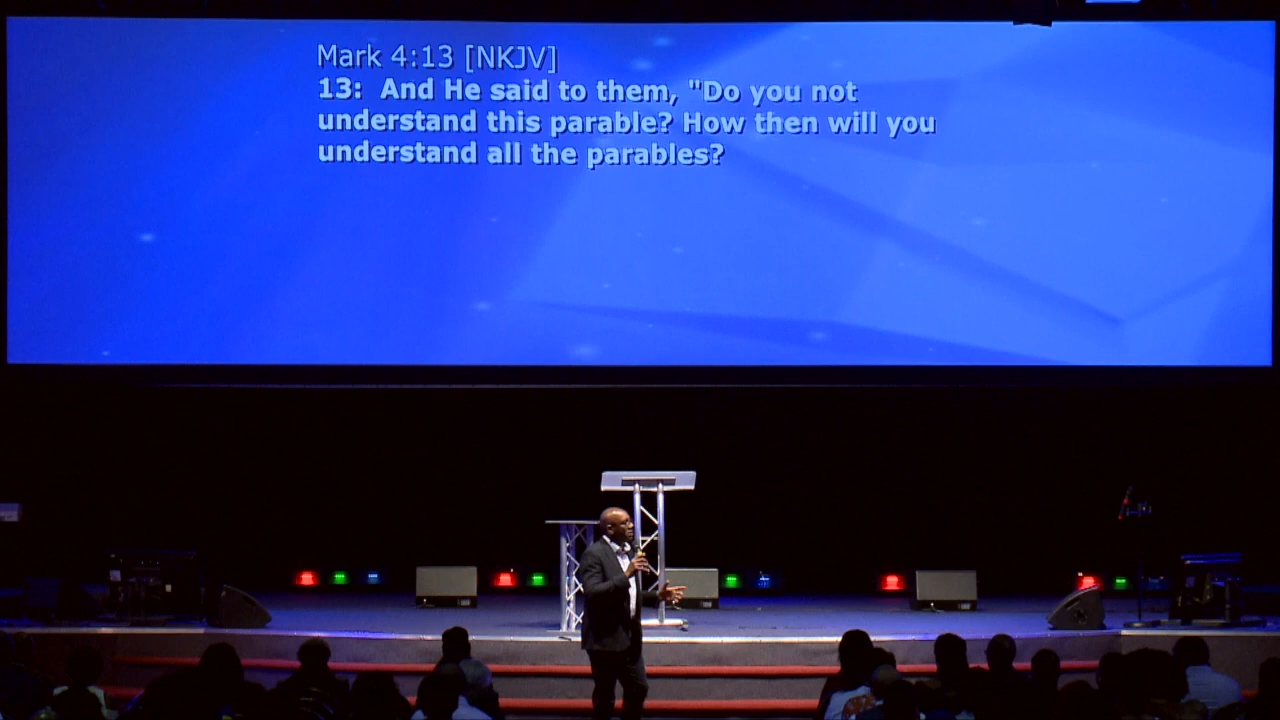 Mark 4:13 [NKJV]
13: And He said to them, "Do you not
understand this parable? How then will you
understand all the parables?